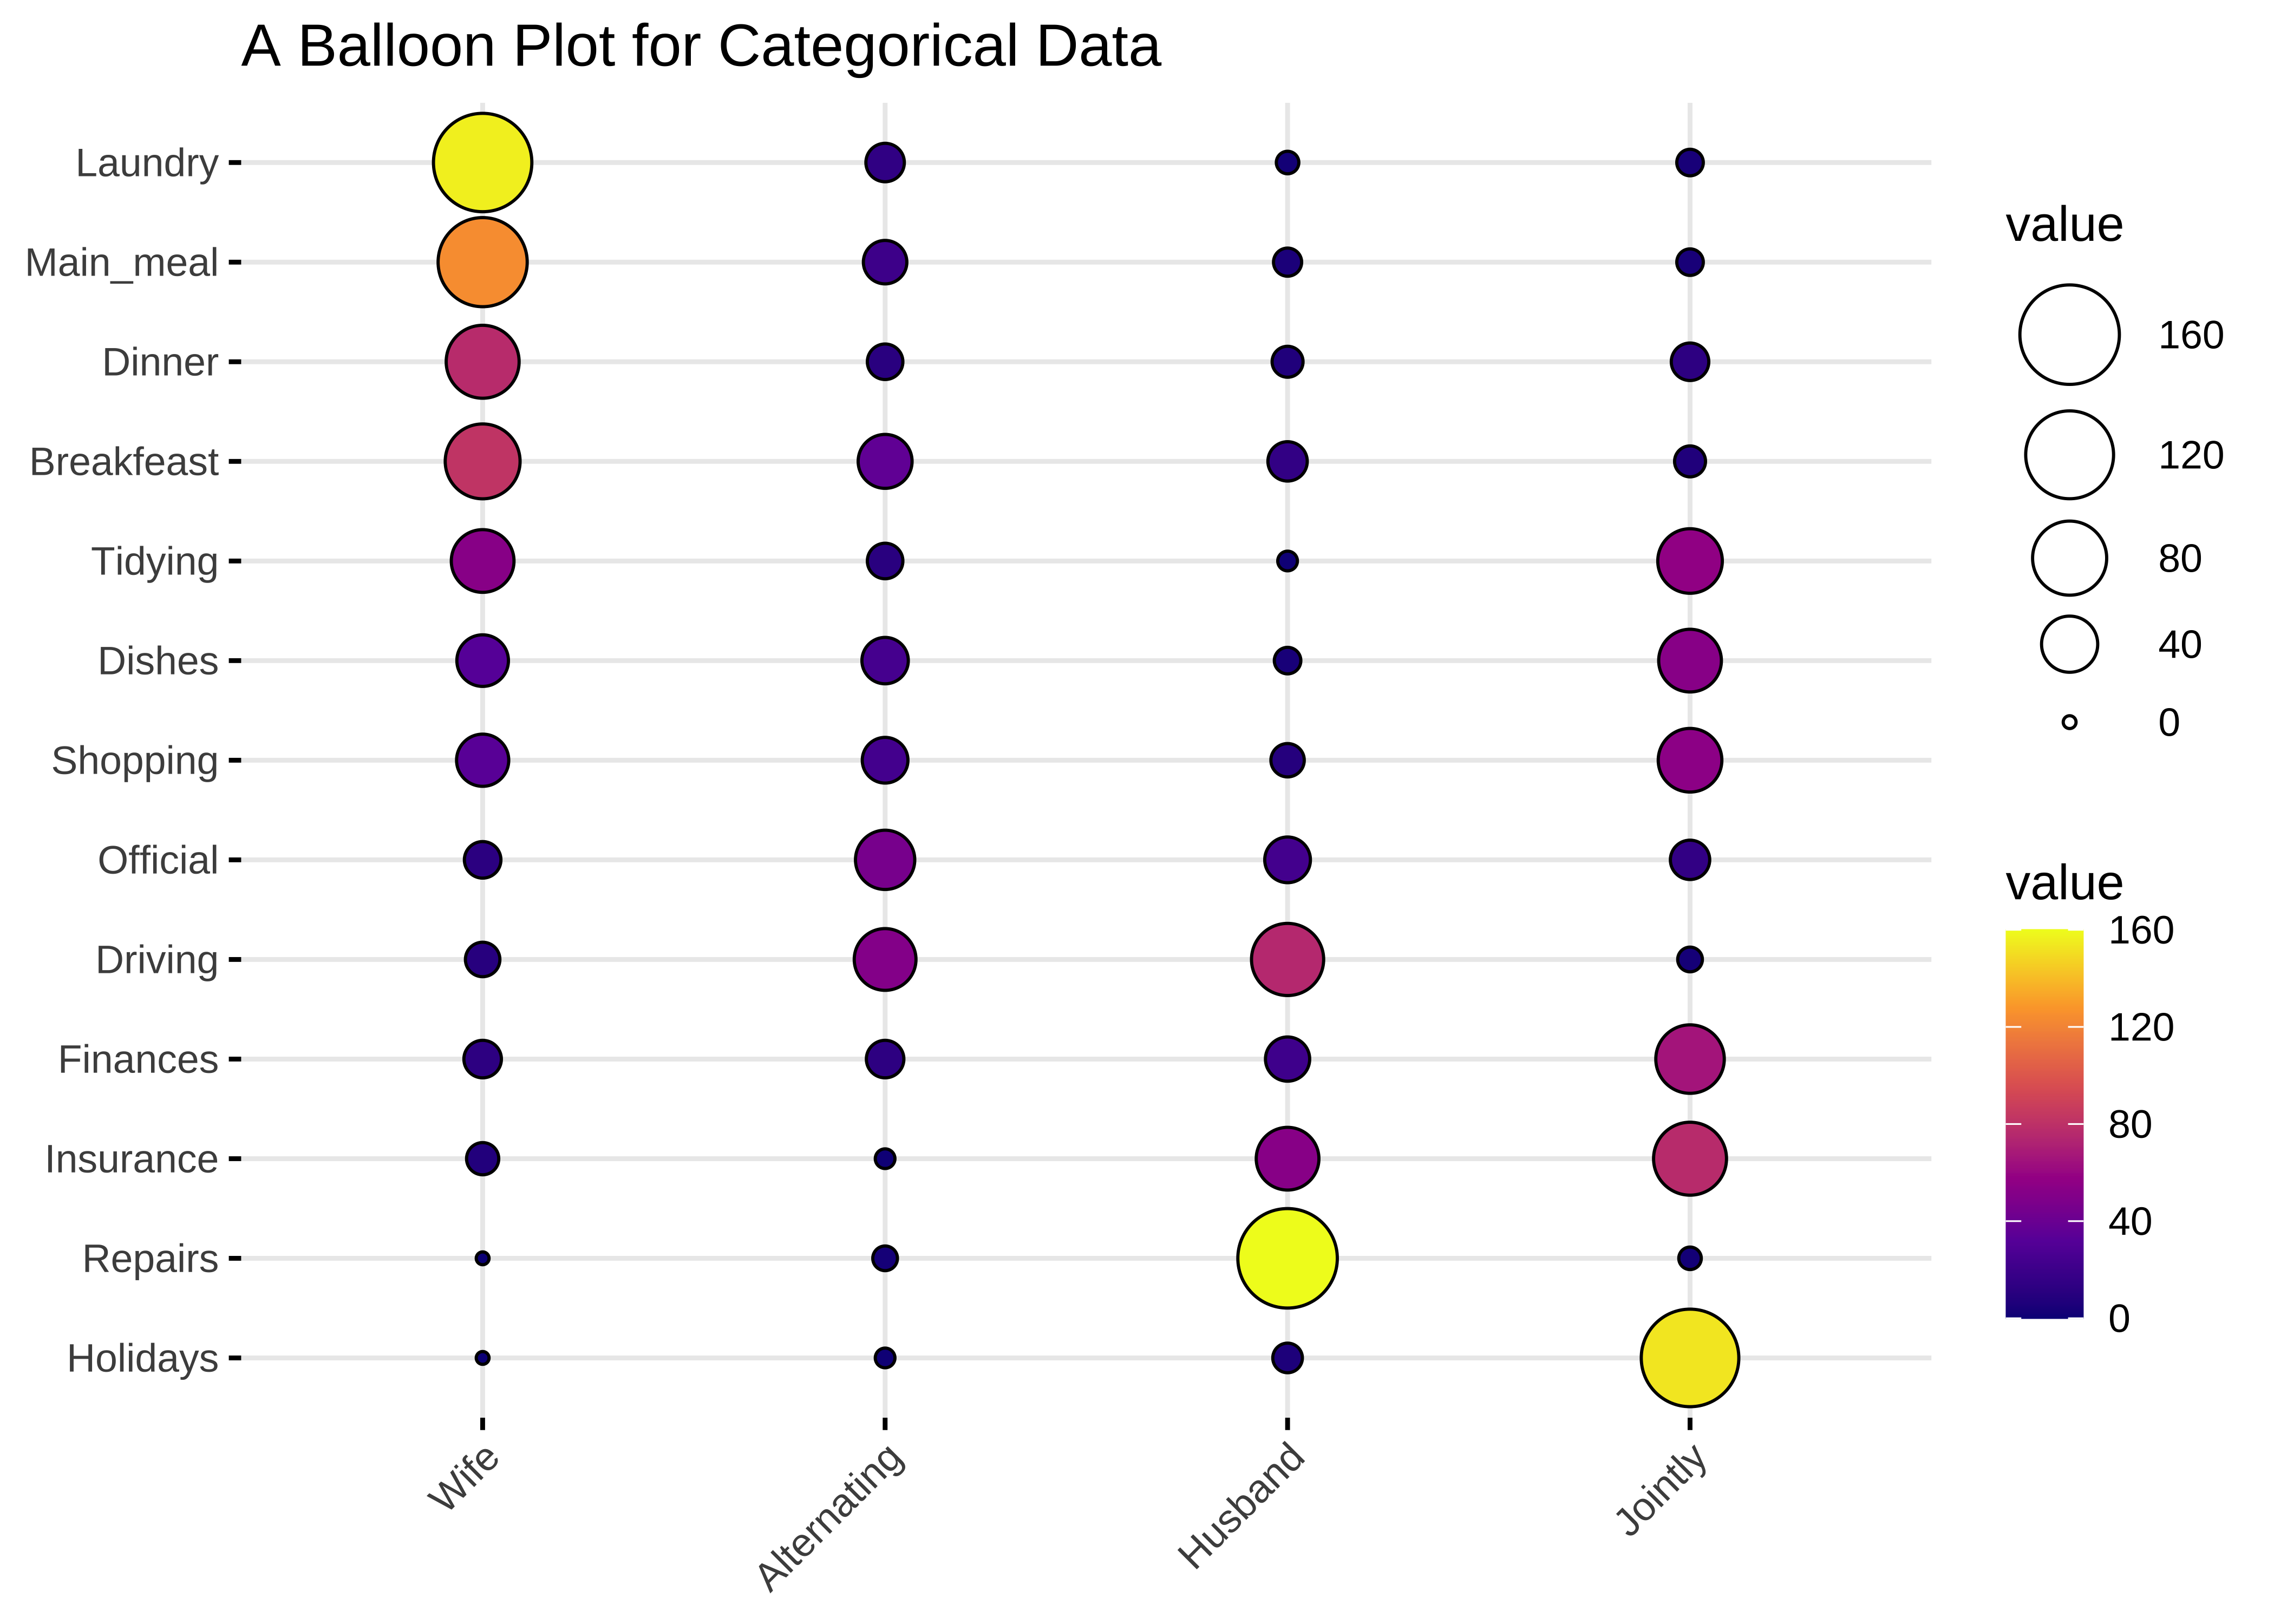 A Balloon Plot for Categorical Data
Laundry
Main_meal
Dinner
Breakfeast
Tidying
Dishes
Shopping
Official
Driving
Finances
Insurance
Repairs
Holidays
Wife
Alternating
Husband
Jointly
value
160
120
80
40
0
value
160
120
80
40
0